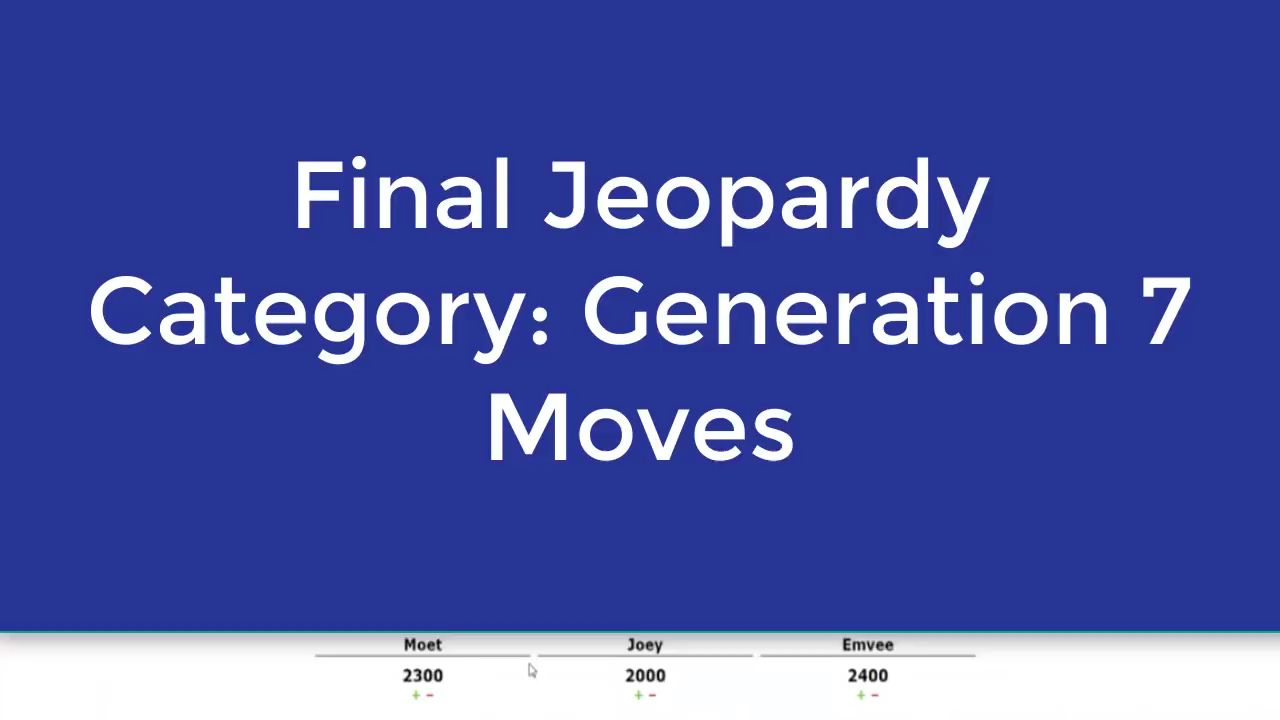 Final Jeopardy
Category: Generation 7
Moves
Moet Joey Emvee
2300 2000 2400
+ − + − + −